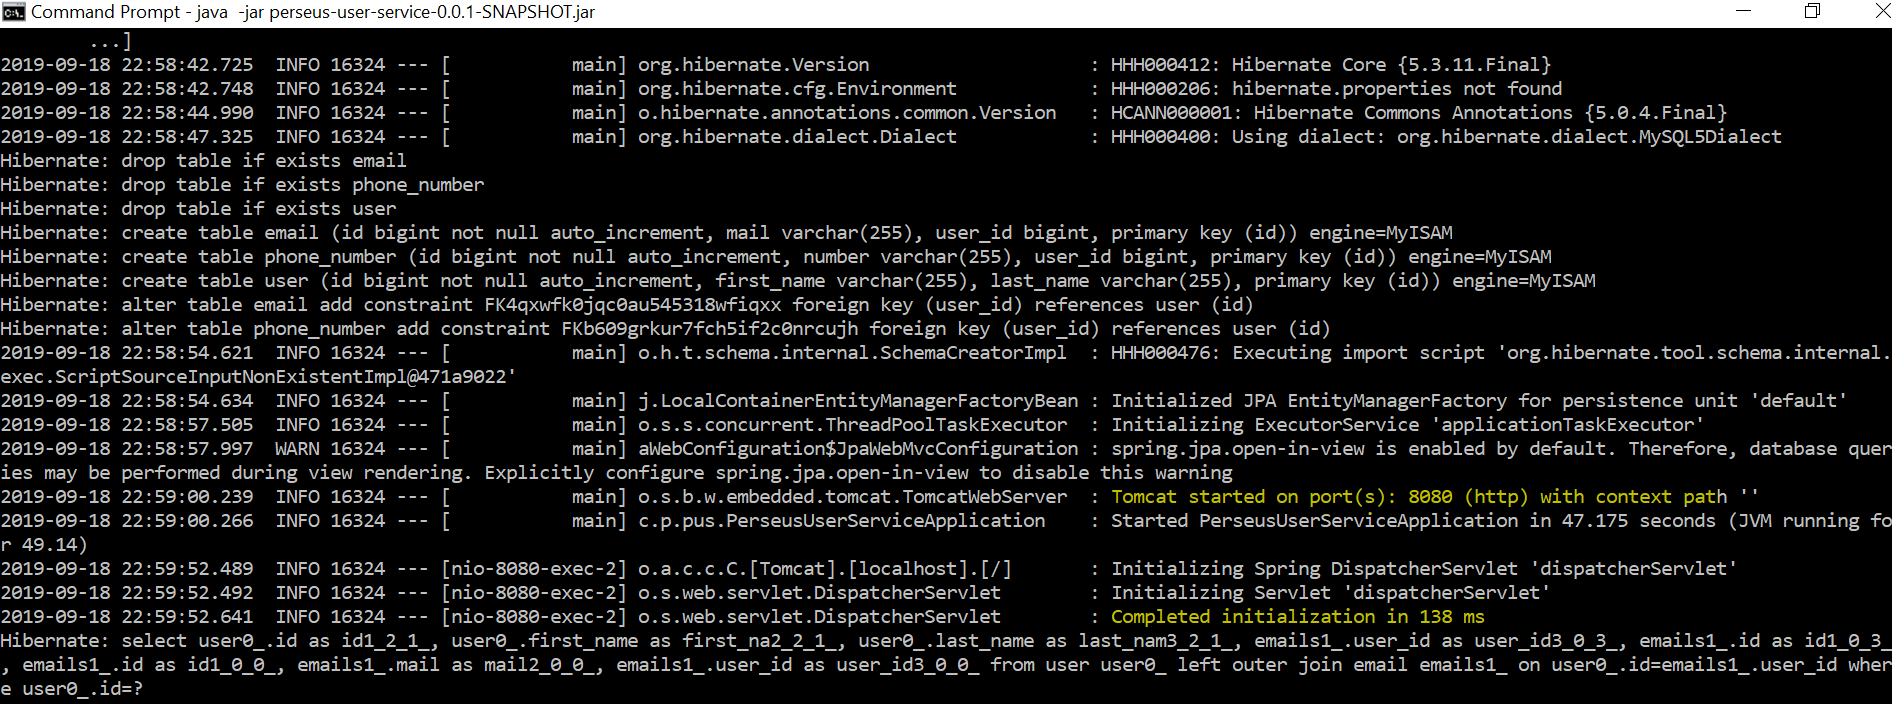 Command Prompt - java  -jar perseus-user-service-0.0.1-SNAPSHOT.jar
        ...]
2019-09-18 22:58:42.725  INFO 16324 --- [           main] org.hibernate.Version                    : HHH000412: Hibernate Core {5.3.11.Final}
2019-09-18 22:58:42.748  INFO 16324 --- [           main] org.hibernate.cfg.Environment            : HHH000206: hibernate.properties not found
2019-09-18 22:58:44.990  INFO 16324 --- [           main] o.hibernate.annotations.common.Version   : HCANN000001: Hibernate Commons Annotations {5.0.4.Final}
2019-09-18 22:58:47.325  INFO 16324 --- [           main] org.hibernate.dialect.Dialect            : HHH000400: Using dialect: org.hibernate.dialect.MySQL5Dialect
Hibernate: drop table if exists email
Hibernate: drop table if exists phone_number
Hibernate: drop table if exists user
Hibernate: create table email (id bigint not null auto_increment, mail varchar(255), user_id bigint, primary key (id)) engine=MyISAM
Hibernate: create table phone_number (id bigint not null auto_increment, number varchar(255), user_id bigint, primary key (id)) engine=MyISAM
Hibernate: create table user (id bigint not null auto_increment, first_name varchar(255), last_name varchar(255), primary key (id)) engine=MyISAM
Hibernate: alter table email add constraint FK4qxwfk0jqc0au545318wfiqxx foreign key (user_id) references user (id)
Hibernate: alter table phone_number add constraint FKb609grkur7fch5if2c0nrcujh foreign key (user_id) references user (id)
2019-09-18 22:58:54.621  INFO 16324 --- [           main] o.h.t.schema.internal.SchemaCreatorImpl  : HHH000476: Executing import script 'org.hibernate.tool.schema.internal.
exec.ScriptSourceInputNonExistentImpl@471a9022'
2019-09-18 22:58:54.634  INFO 16324 --- [           main] j.LocalContainerEntityManagerFactoryBean : Initialized JPA EntityManagerFactory for persistence unit 'default'
2019-09-18 22:58:57.505  INFO 16324 --- [           main] o.s.s.concurrent.ThreadPoolTaskExecutor  : Initializing ExecutorService 'applicationTaskExecutor'
2019-09-18 22:58:57.997  WARN 16324 --- [           main] aWebConfiguration$JpaWebMvcConfiguration : spring.jpa.open-in-view is enabled by default. Therefore, database quer
ies may be performed during view rendering. Explicitly configure spring.jpa.open-in-view to disable this warning
2019-09-18 22:59:00.239  INFO 16324 --- [           main] o.s.b.w.embedded.tomcat.TomcatWebServer  : Tomcat started on port(s): 8080 (http) with context path ''
2019-09-18 22:59:00.266  INFO 16324 --- [           main] c.p.pus.PerseusUserServiceApplication    : Started PerseusUserServiceApplication in 47.175 seconds (JVM running fo
r 49.14)
2019-09-18 22:59:52.489  INFO 16324 --- [nio-8080-exec-2] o.a.c.c.C.[Tomcat].[localhost].[/]       : Initializing Spring DispatcherServlet 'dispatcherServlet'
2019-09-18 22:59:52.492  INFO 16324 --- [nio-8080-exec-2] o.s.web.servlet.DispatcherServlet        : Initializing Servlet 'dispatcherServlet'
2019-09-18 22:59:52.641  INFO 16324 --- [nio-8080-exec-2] o.s.web.servlet.DispatcherServlet        : Completed initialization in 138 ms
Hibernate: select user0_.id as id1_2_1_, user0_.first_name as first_na2_2_1_, user0_.last_name as last_nam3_2_1_, emails1_.user_id as user_id3_0_3_, emails1_.id as id1_0_3_
, emails1_.id as id1_0_0_, emails1_.mail as mail2_0_0_, emails1_.user_id as user_id3_0_0_ from user user0_ left outer join email emails1_ on user0_.id=emails1_.user_id wher
e user0_.id=?